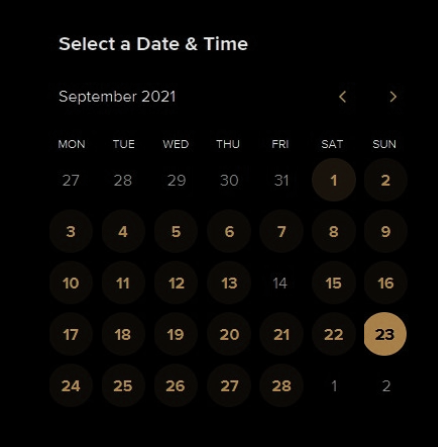 Select a Date & Time
September 2021
MON TUE WED THU FRI SAT SUN
27 28 29 30 31 1 2
3 4 5 6 7 8 9
10 11 12 13 14 15 16
17 18 19 20 21 22 23
24 25 26 27 28 1 2